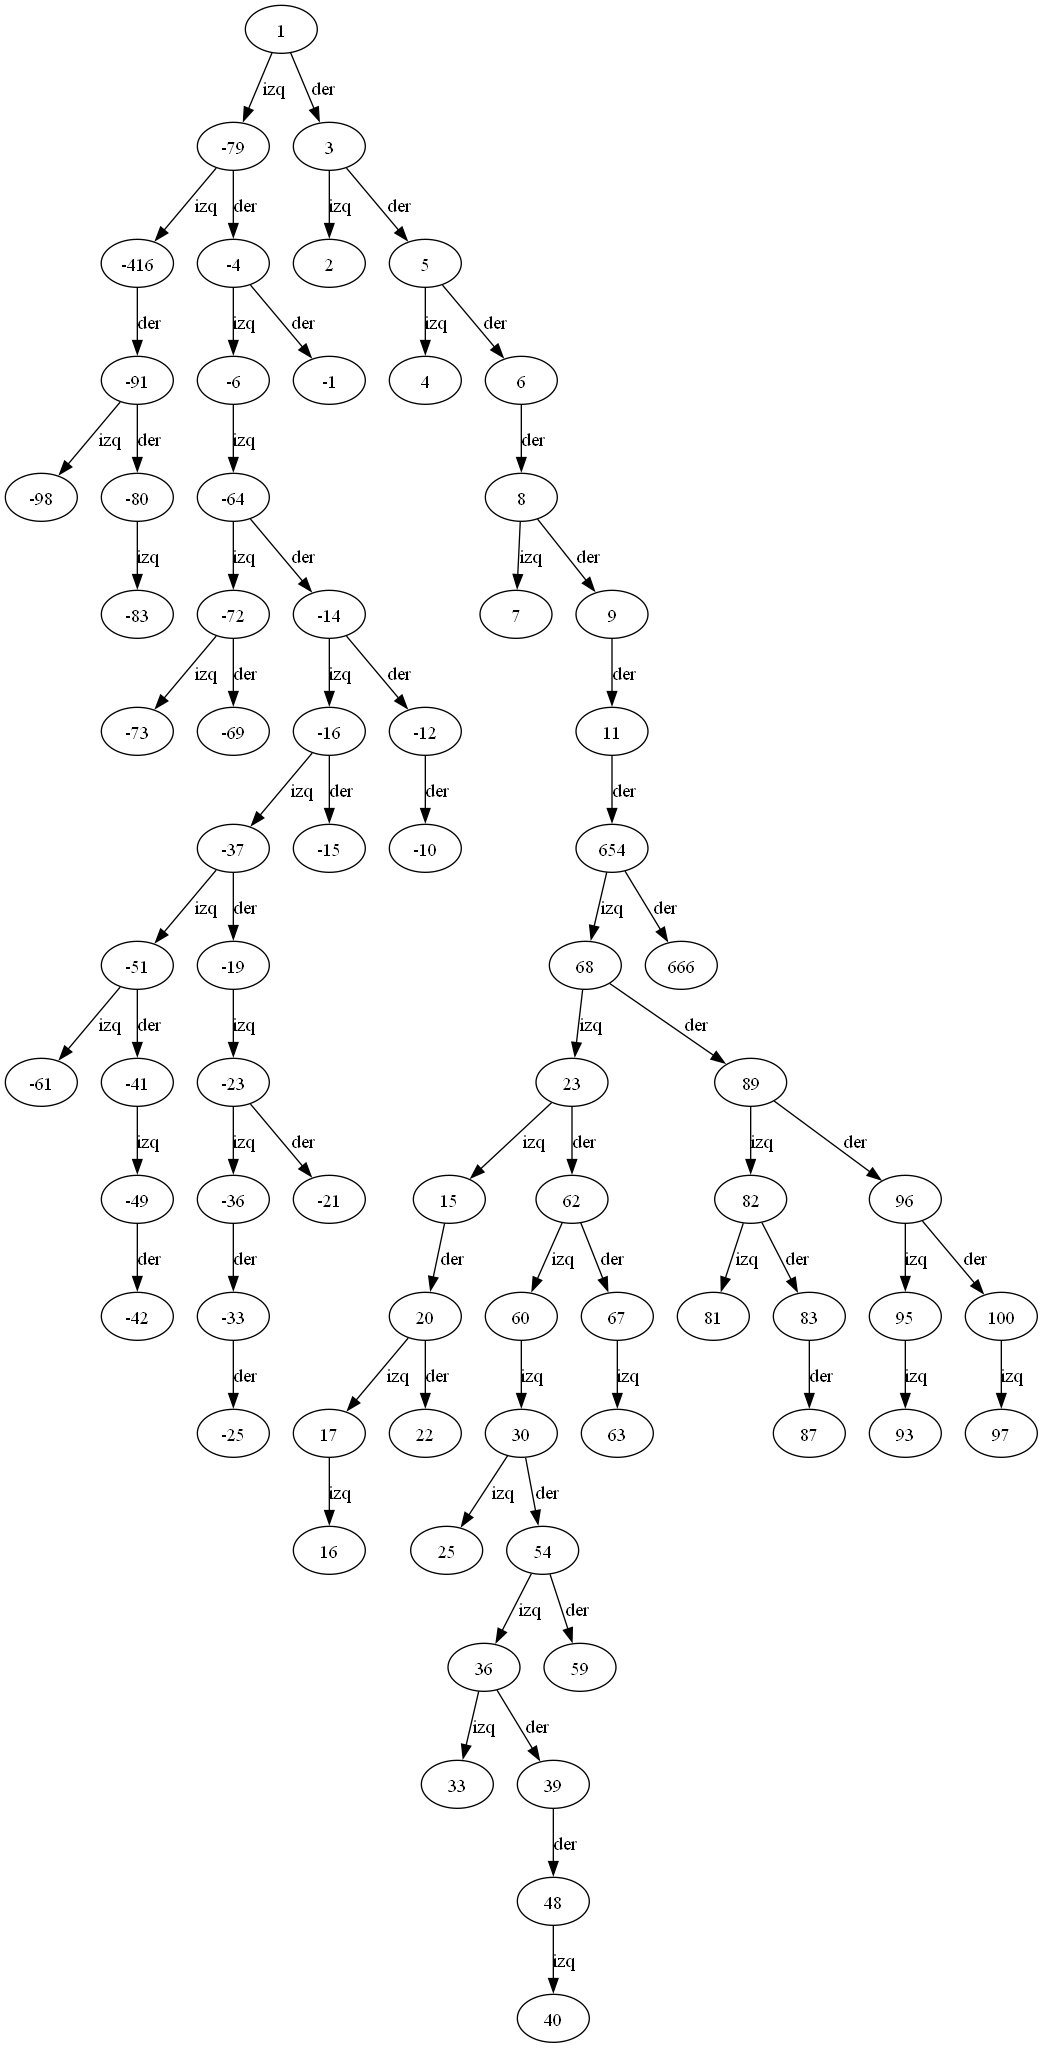 1
izq der
-79 3
izq der izq der
-416 -4 2 5
der izq der izq der
-91 -6 -1 4 6
izq der izq der
-98 -80 -64 8
izq izq der izq der
-83 -72 -14 7 9
izq der izq der der
-73 -69 -16 -12 11
izq der der der
-37 -15 -10 654
izq der izq der
-51 -19 68 666
izq der izq izq der
-61 -41 -23 23 89
izq izq der izq der izq der
-49 -36 -21 15 62 82 96
der der der izq der izq der izq der
-42 -33 20 60 67 81 83 95 100
der izq der izq izq der izq izq
-25 17 22 30 63 87 93 97
izq izq der
16 25 54
izq der
36 59
izq der
33 39
der
48
izq
40